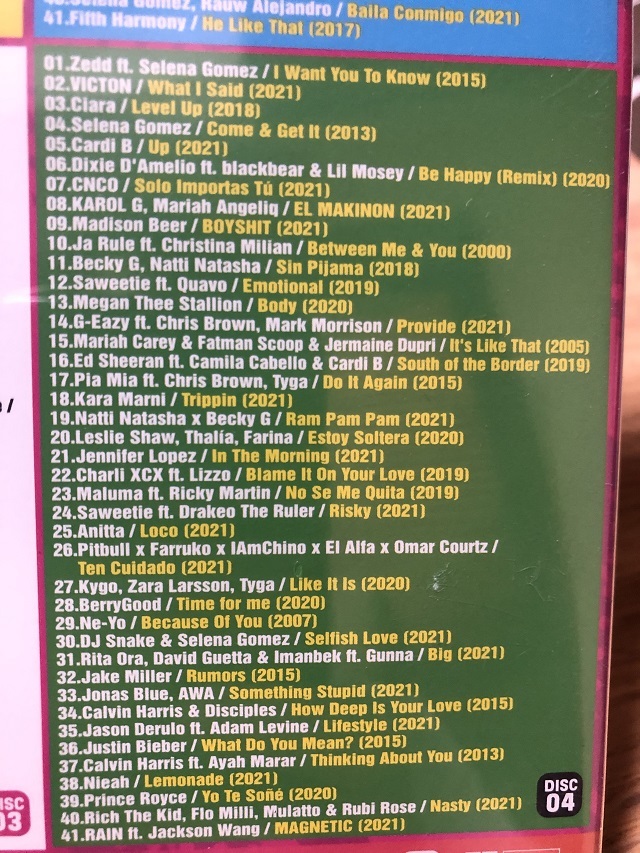 40.Selena Gomez, Rauw Alejandro / Baila Conmigo (2021)
41.Fifth Harmony / He Like That (2017)
01.Zedd ft. Selena Gomez / I Want You To Know (2015)
02.VICTON / What I Said (2021)
03.Ciara / Level Up (2018)
04.Selena Gomez / Come & Get It (2013)
05.Cardi B / Up (2021)
06.Dixie D'Amelio ft. blackbear & Lil Mosey / Be Happy (Remix) (2020)
07.CNCO / Solo Importas Tú (2021)
08.KAROL G, Mariah Angeliq / EL MAKINON (2021)
09.Madison Beer / BOYSHIT (2021)
10.Ja Rule ft. Christina Milian / Between Me & You (2000)
11.Becky G, Natti Natasha / Sin Pijama (2018)
12.Saweetie ft. Quavo / Emotional (2019)
13.Megan Thee Stallion / Body (2020)
14.G-Eazy ft. Chris Brown, Mark Morrison / Provide (2021)
15.Mariah Carey & Fatman Scoop & Jermaine Dupri / It's Like That (2005)
16.Ed Sheeran ft. Camila Cabello & Cardi B / South of the Border (2019)
17.Pia Mia ft. Chris Brown, Tyga / Do It Again (2015)
18.Kara Marni / Trippin (2021)
19.Natti Natasha x Becky G / Ram Pam Pam (2021)
20.Leslie Shaw, Thalía, Farina / Estoy Soltera (2020)
21.Jennifer Lopez / In The Morning (2021)
22.Charli XCX ft. Lizzo / Blame It On Your Love (2019)
23.Maluma ft. Ricky Martin / No Se Me Quita (2019)
24.Saweetie ft. Drakeo The Ruler / Risky (2021)
25.Anitta / Loco (2021)
26.Pitbull x Farruko x IAmChino x El Alfa x Omar Courtz /
Ten Cuidado (2021)
27.Kygo, Zara Larsson, Tyga / Like It Is (2020)
28.BerryGood / Time for me (2020)
29.Ne-Yo / Because Of You (2007)
30.DJ Snake & Selena Gomez / Selfish Love (2021)
31.Rita Ora, David Guetta & Imanbek ft. Gunna / Big (2021)
32.Jake Miller / Rumors (2015)
33.Jonas Blue, AWA / Something Stupid (2021)
34.Calvin Harris & Disciples / How Deep Is Your Love (2015)
35.Jason Derulo ft. Adam Levine / Lifestyle (2021)
36.Justin Bieber / What Do You Mean? (2015)
37.Calvin Harris ft. Ayah Marar / Thinking About You (2013)
38.Nieah / Lemonade (2021)
39.Prince Royce / Yo Te Soñé (2020)
40.Rich The Kid, Flo Milli, Mulatto & Rubi Rose / Nasty (2021)
41.RAIN ft. Jackson Wang / MAGNETIC (2021)
DISC
04